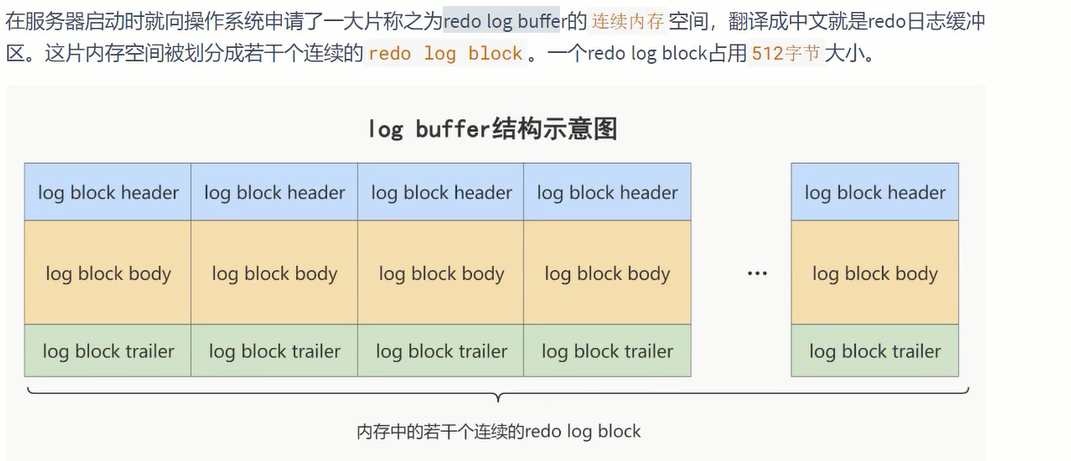 在服务器启动时就向操作系统申请了一大片称之为redo log buffer的 连续内存 空间，翻译成中文就是redo日志缓冲
区。这片内存空间被划分成若干个连续的 redo log block 。一个redo log block占用 512字节 大小。
log buffer结构示意图
log block header log block header log block header log block header log block header
log block body log block body log block body log block body ... log block body
log block trailer log block trailer log block trailer log block trailer log block trailer
内存中的若干个连续的redo log block